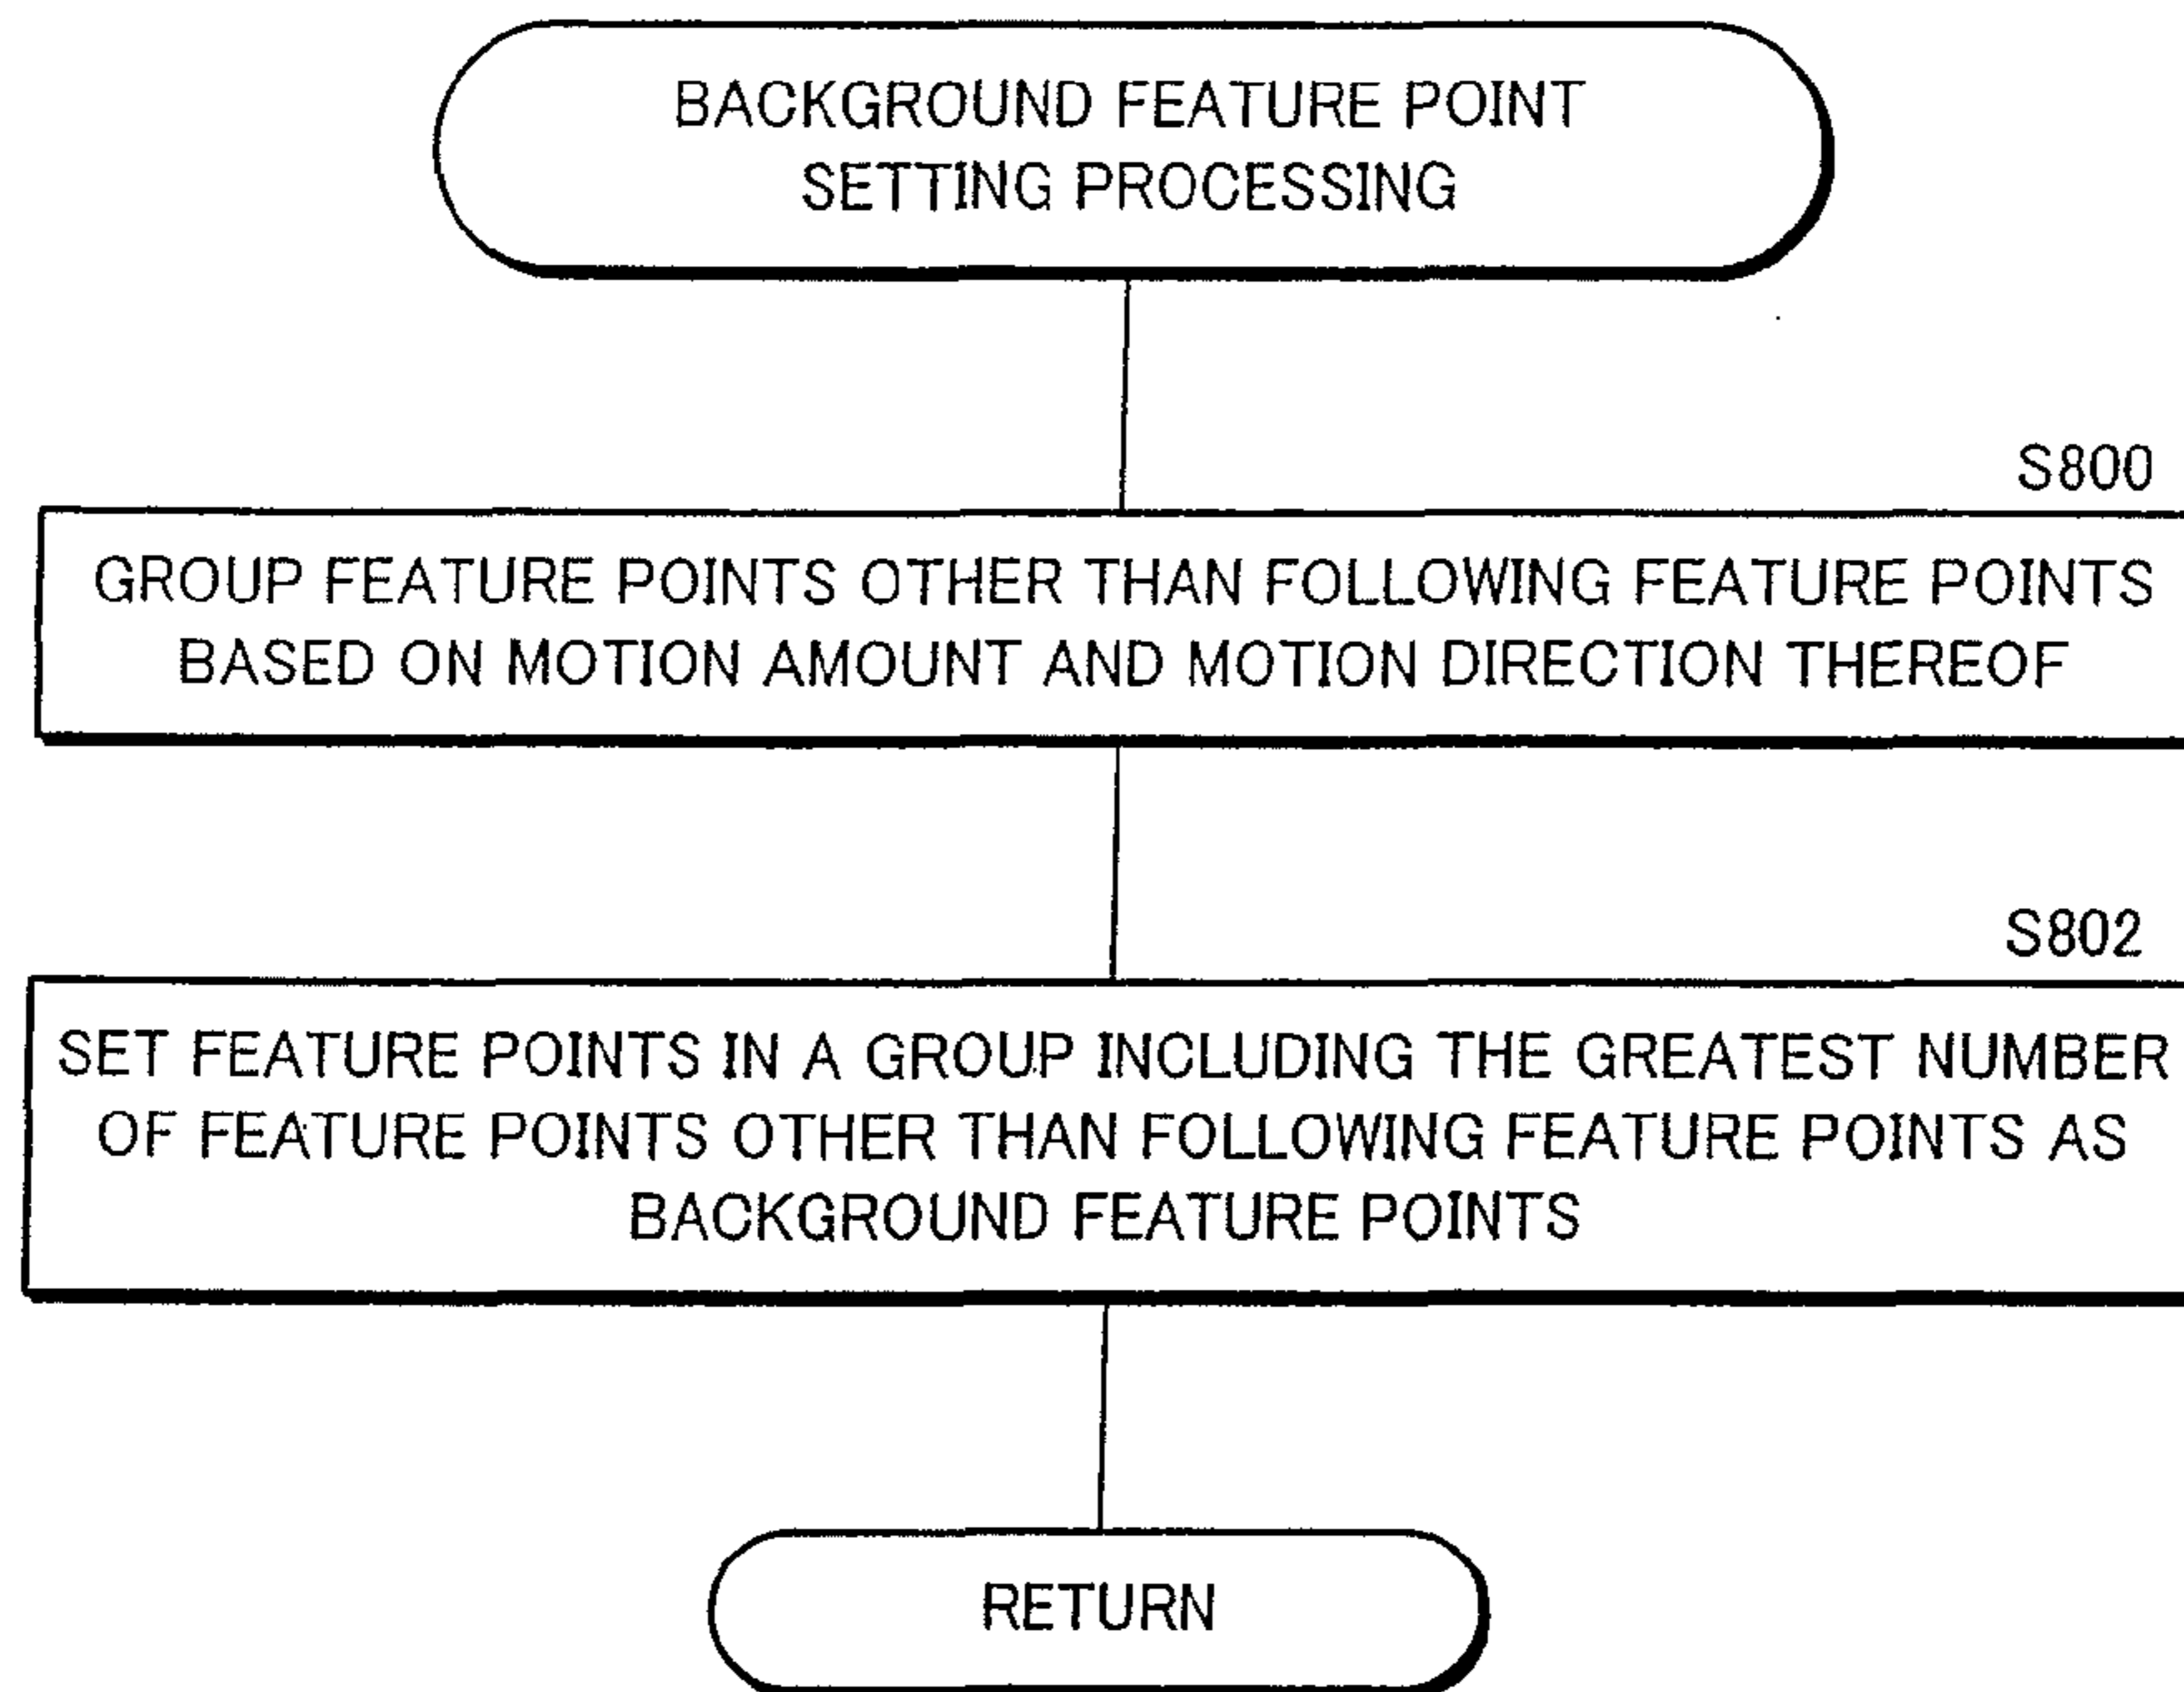 BACKGROUND FEATURE POINT
SETTING PROCESSING
S800
GROUP FEATURE POINTS OTHER THAN FOLLOWING FEATURE POINTS
BASED ON MOTION AMOUNT AND MOTION DIRECTION THEREOF
S802
SET FEATURE POINTS IN A GROUP INCLUDING THE GREATEST NUMBER
OF FEATURE POINTS OTHER THAN FOLLOWING FEATURE POINTS AS
BACKGROUND FEATURE POINTS
RETURN